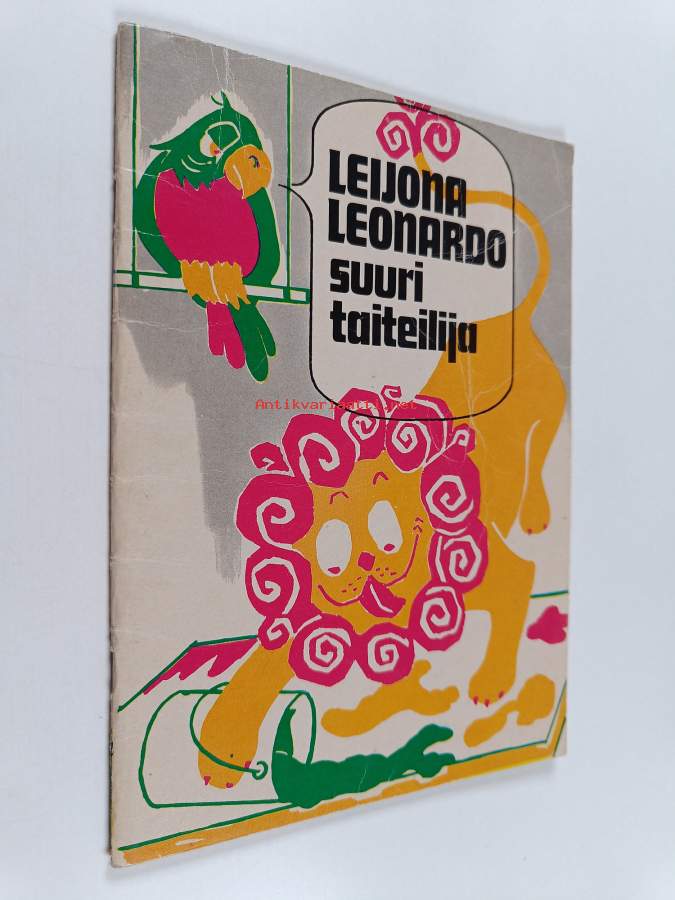 LEIJONA
LEONARDO
suuri
taiteilija
Antikvariaatti.net